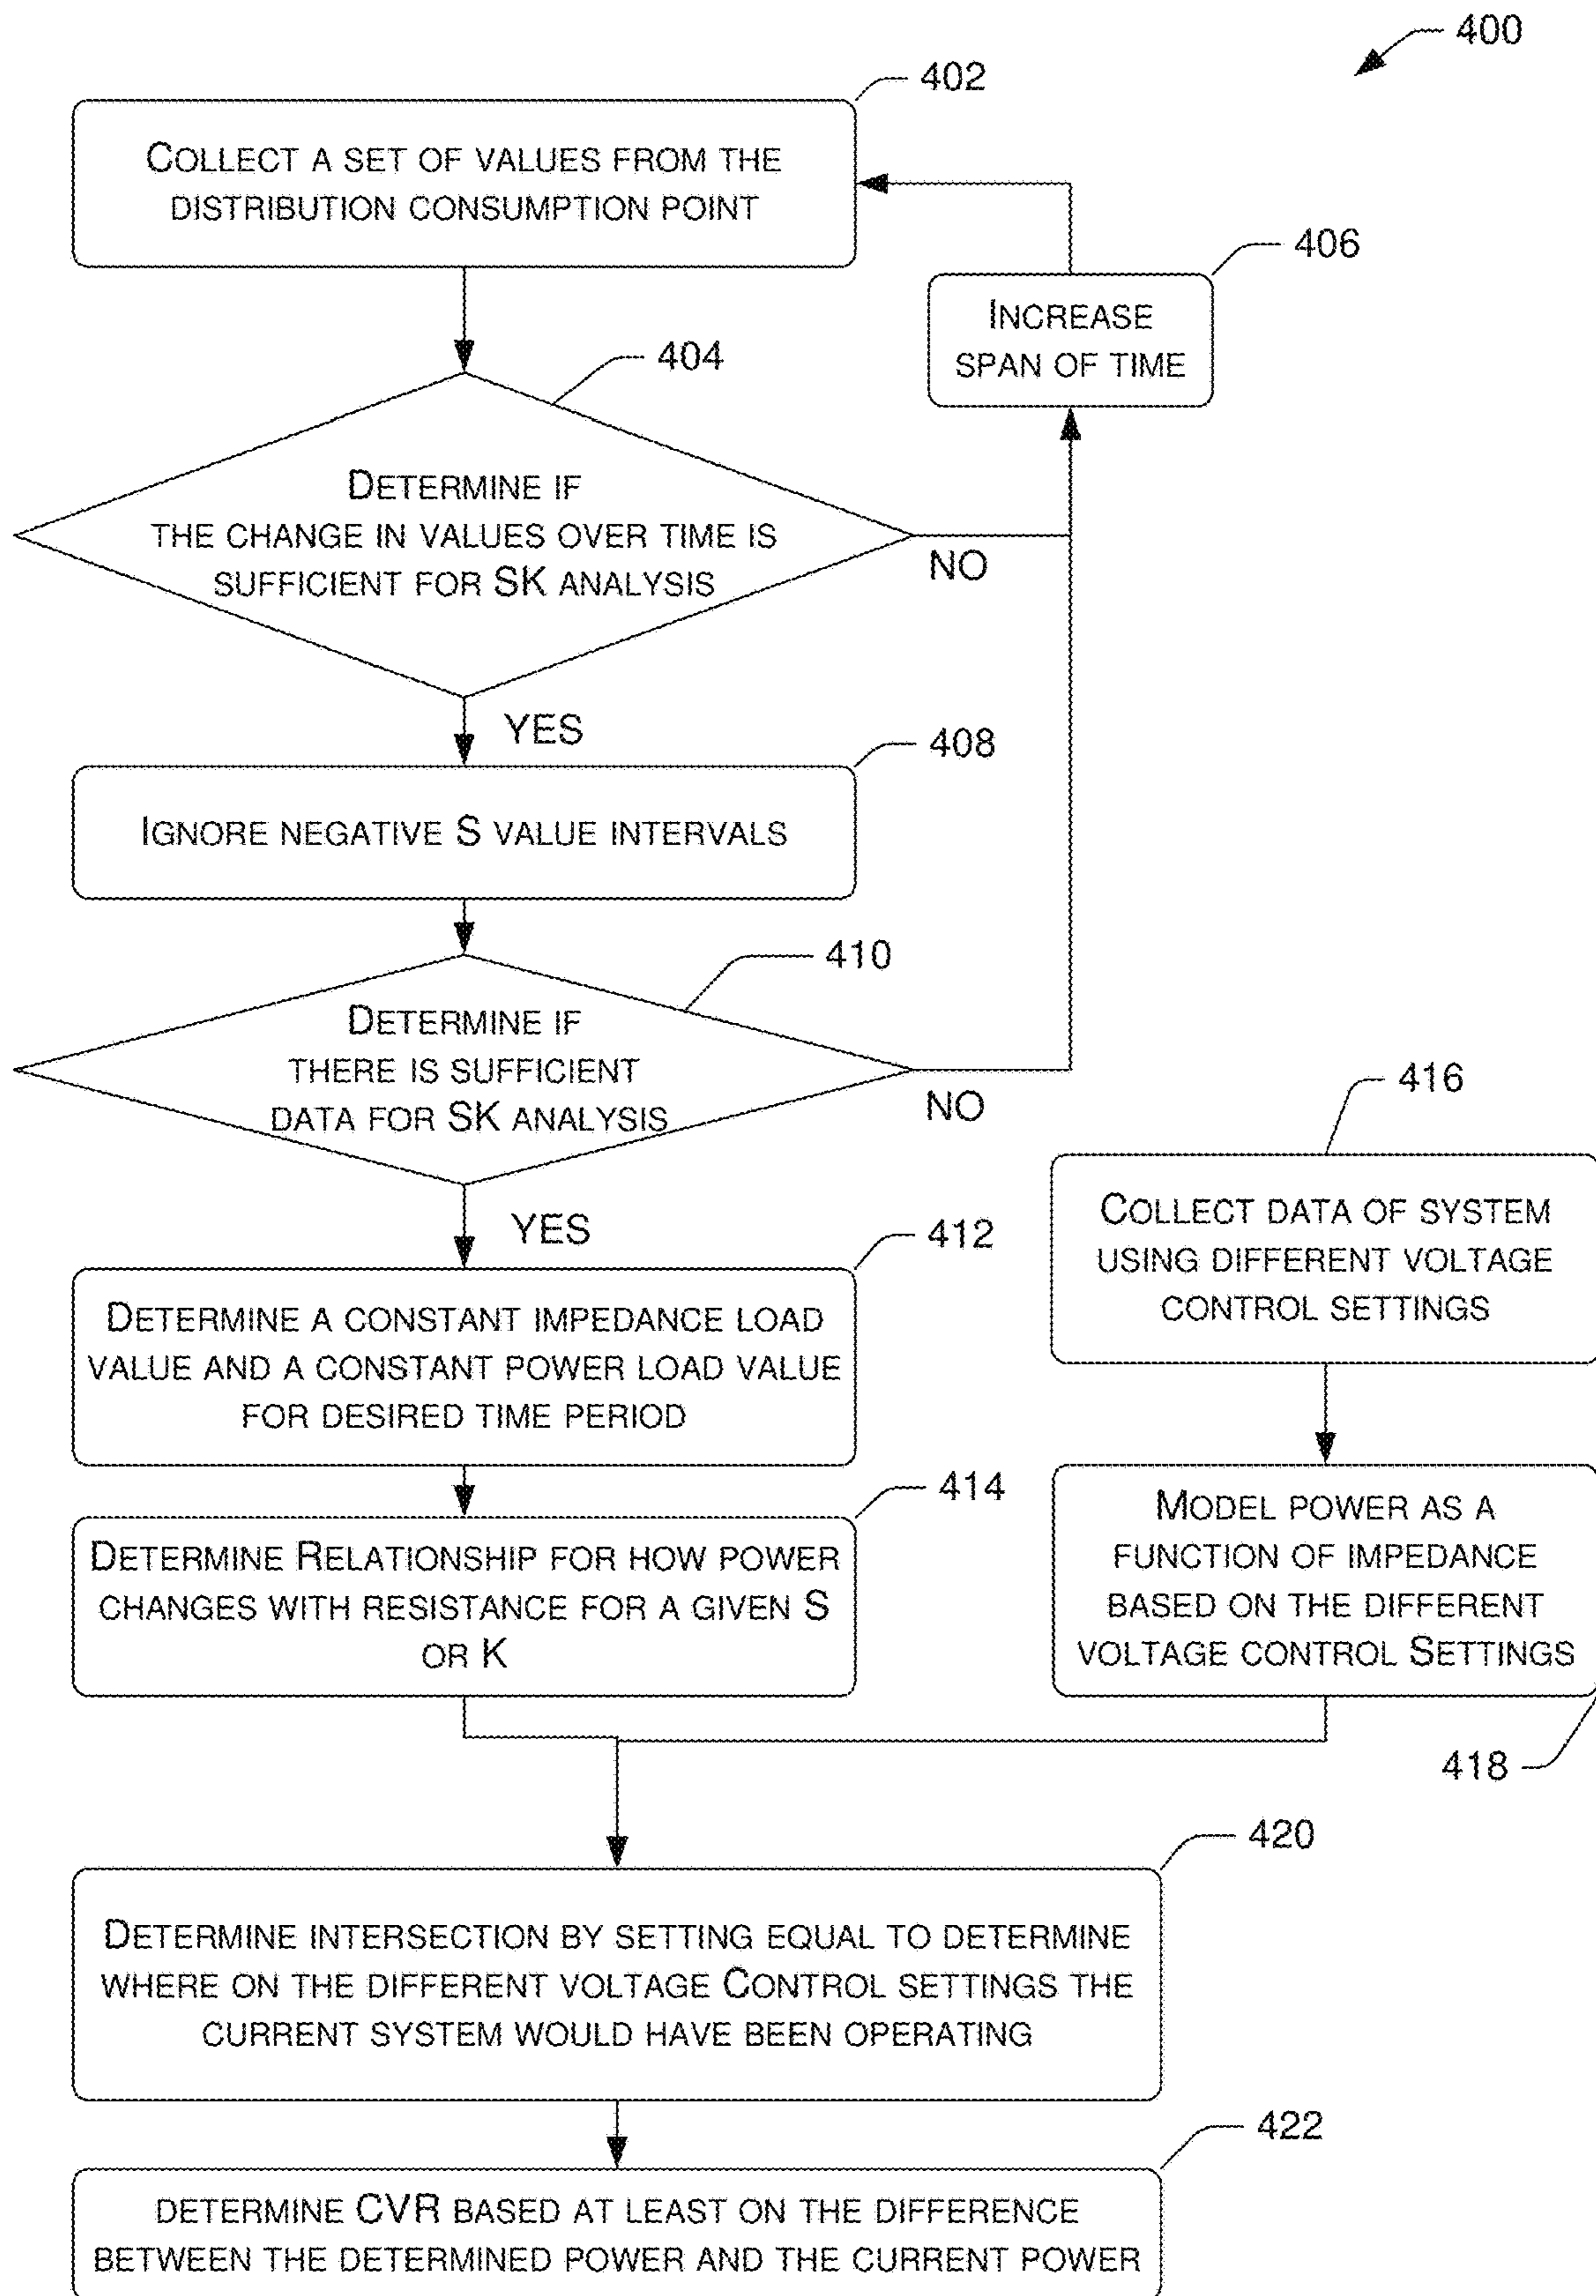 400
402
COLLECT A SET OF VALUES FROM THE
DISTRIBUTION CONSUMPTION POINT
406
INCREASE
SPAN OF TIME
404
DETERMINE IF
THE CHANGE IN VALUES OVER TIME IS
SUFFICIENT FOR SK ANALYSIS
NO
YES
408
IGNORE NEGATIVE S VALUE INTERVALS
410
DETERMINE IF
THERE IS SUFFICIENT
DATA FOR SK ANALYSIS
NO
YES
412
DETERMINE A CONSTANT IMPEDANCE LOAD
VALUE AND A CONSTANT POWER LOAD VALUE
FOR DESIRED TIME PERIOD
414
DETERMINE RELATIONSHIP FOR HOW POWER
CHANGES WITH RESISTANCE FOR A GIVEN S
OR K
416
COLLECT DATA OF SYSTEM
USING DIFFERENT VOLTAGE
CONTROL SETTINGS
MODEL POWER AS A
FUNCTION OF IMPEDANCE
BASED ON THE DIFFERENT
VOLTAGE CONTROL SETTINGS
418
420
DETERMINE INTERSECTION BY SETTING EQUAL TO DETERMINE
WHERE ON THE DIFFERENT VOLTAGE CONTROL SETTINGS THE
CURRENT SYSTEM WOULD HAVE BEEN OPERATING
422
DETERMINE CVR BASED AT LEAST ON THE DIFFERENCE
BETWEEN THE DETERMINED POWER AND THE CURRENT POWER